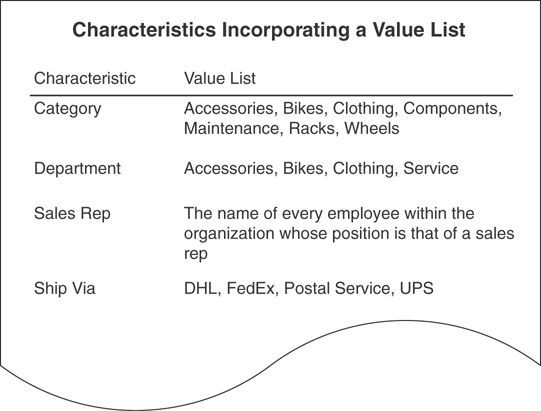 Characteristics Incorporating a Value List
Characteristic Value List
Category Accessories, Bikes, Clothing, Components,
Maintenance, Racks, Wheels
Department Accessories, Bikes, Clothing, Service
Sales Rep The name of every employee within the
organization whose position is that of a sales
rep
Ship Via DHL, FedEx, Postal Service, UPS